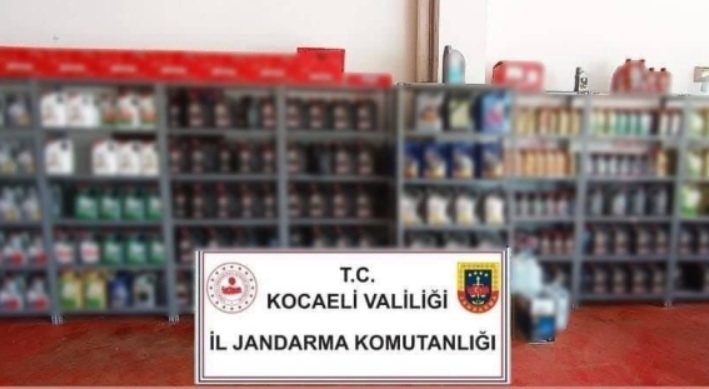 T.C.
KOCAELİ VALİLİĞİ
İL JANDARMA KOMUTANLIĞI